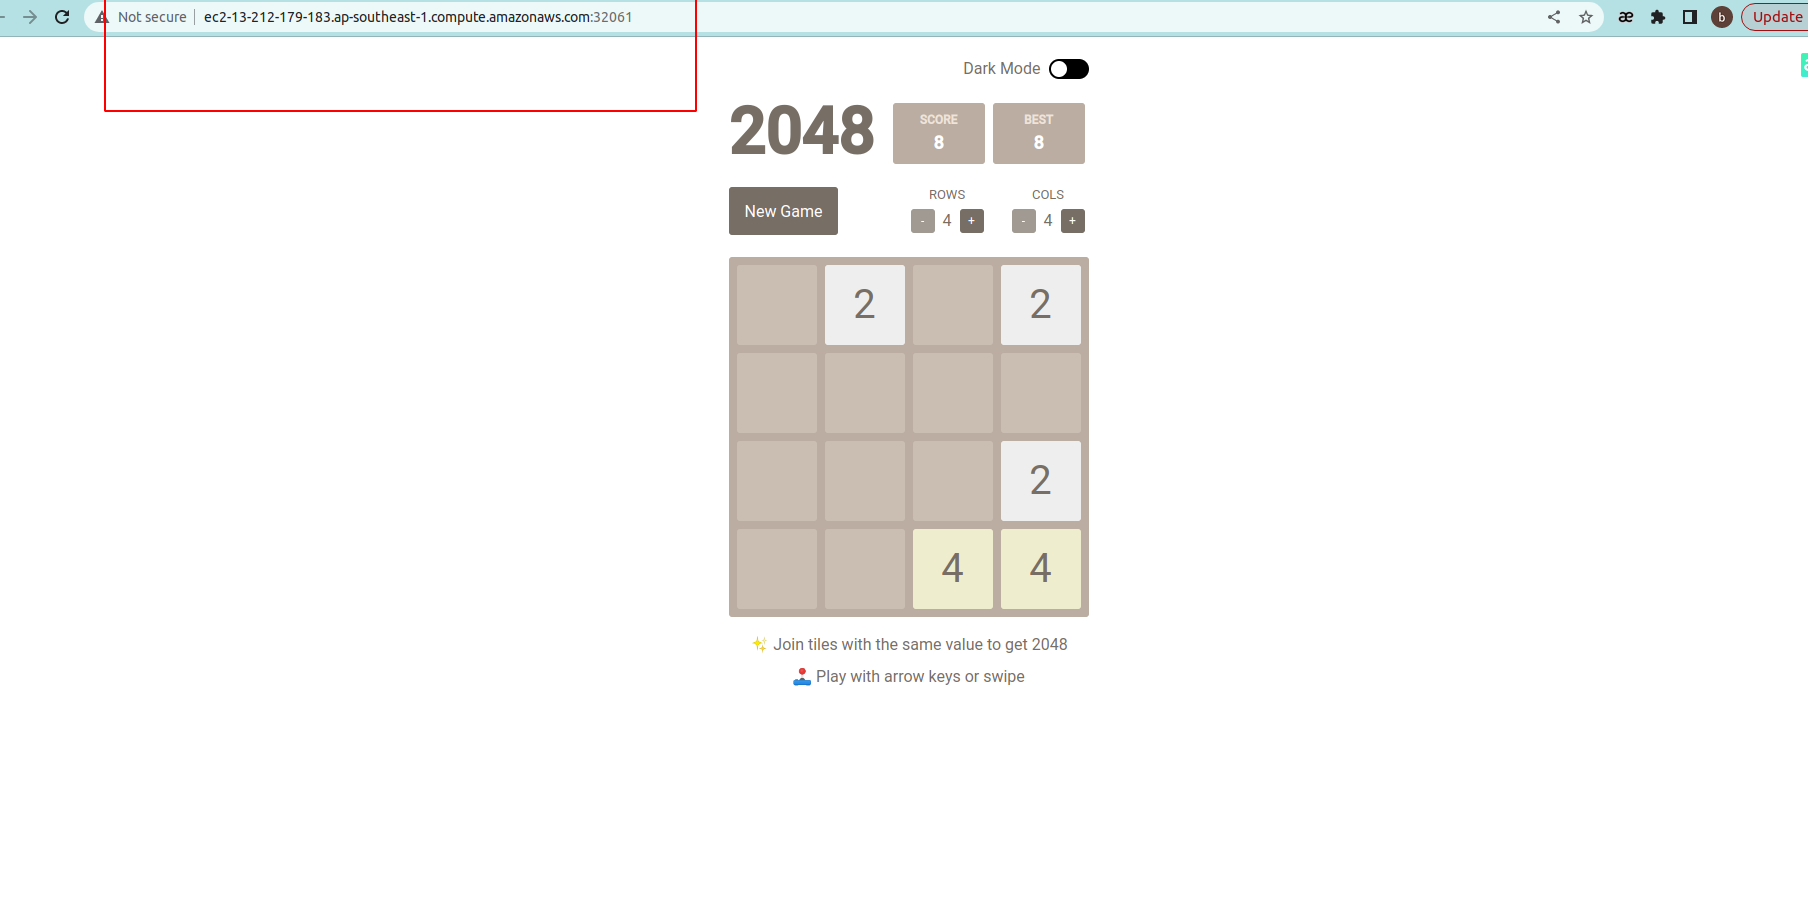 Not secure ec2-13-212-179-183.ap-southeast-1.compute.amazonaws.com:32061 æ b Update
Dark Mode
2048 SCORE BEST
8 8
New Game ROWS COLS
- 4 + - 4 +
2 2
2
4 4
✨ Join tiles with the same value to get 2048
🕹️ Play with arrow keys or swipe